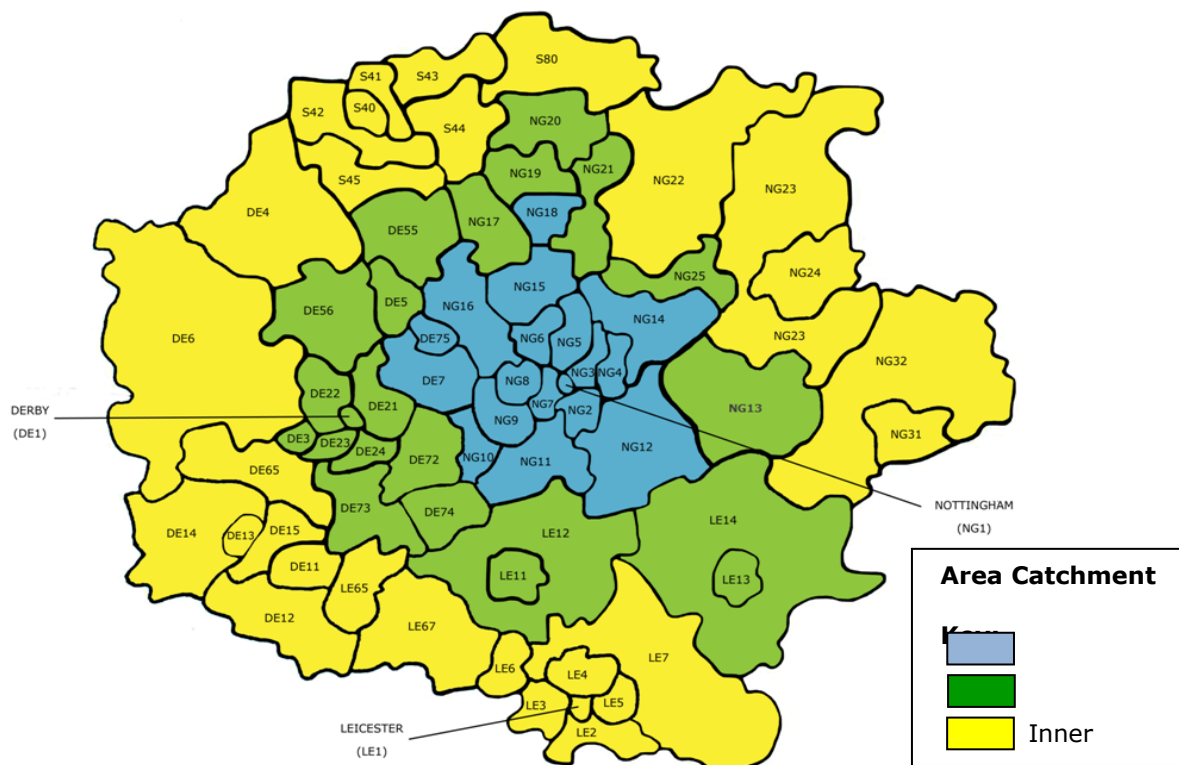 S80
S41
S43
S42
S40
NG20
S44
NG21
NG19
S45
NG22
NG23
DE4
NG18
NG17
DE55
NG24
NG25
NG15
DE5
NG16
DE56
NG14
DE6
DE75
NG6
NG5
NG23
NG32
NG3
NG4
DE7
NG8
DE22
NG7
NG13
DERBY
(DE1)
DE21
NG2
NG9
NG31
DE3
DE23
DE24
NG12
DE72
NG10
NG11
DE65
NOTTINGHAM
(NG1)
DE73
DE74
LE14
DE14
DE13
DE15
LE12
DE11
LE11
LE13
LE65
DE12
LE67
LE7
LE6
LE4
LE3
LE5
LEICESTER
(LE1)
LE2
Area Catchment
Inner